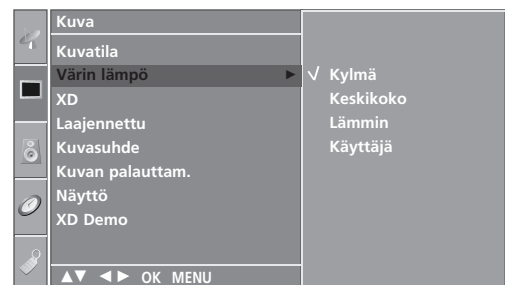 Kuva
Kuvatila
Värin lämpö ► √ Kylmä
XD Keskikoko
Laajennettu Lämmin
Kuvasuhde Käyttäjä
Kuvan palauttam.
Näyttö
XD Demo
▲▼ ◄► OK MENU